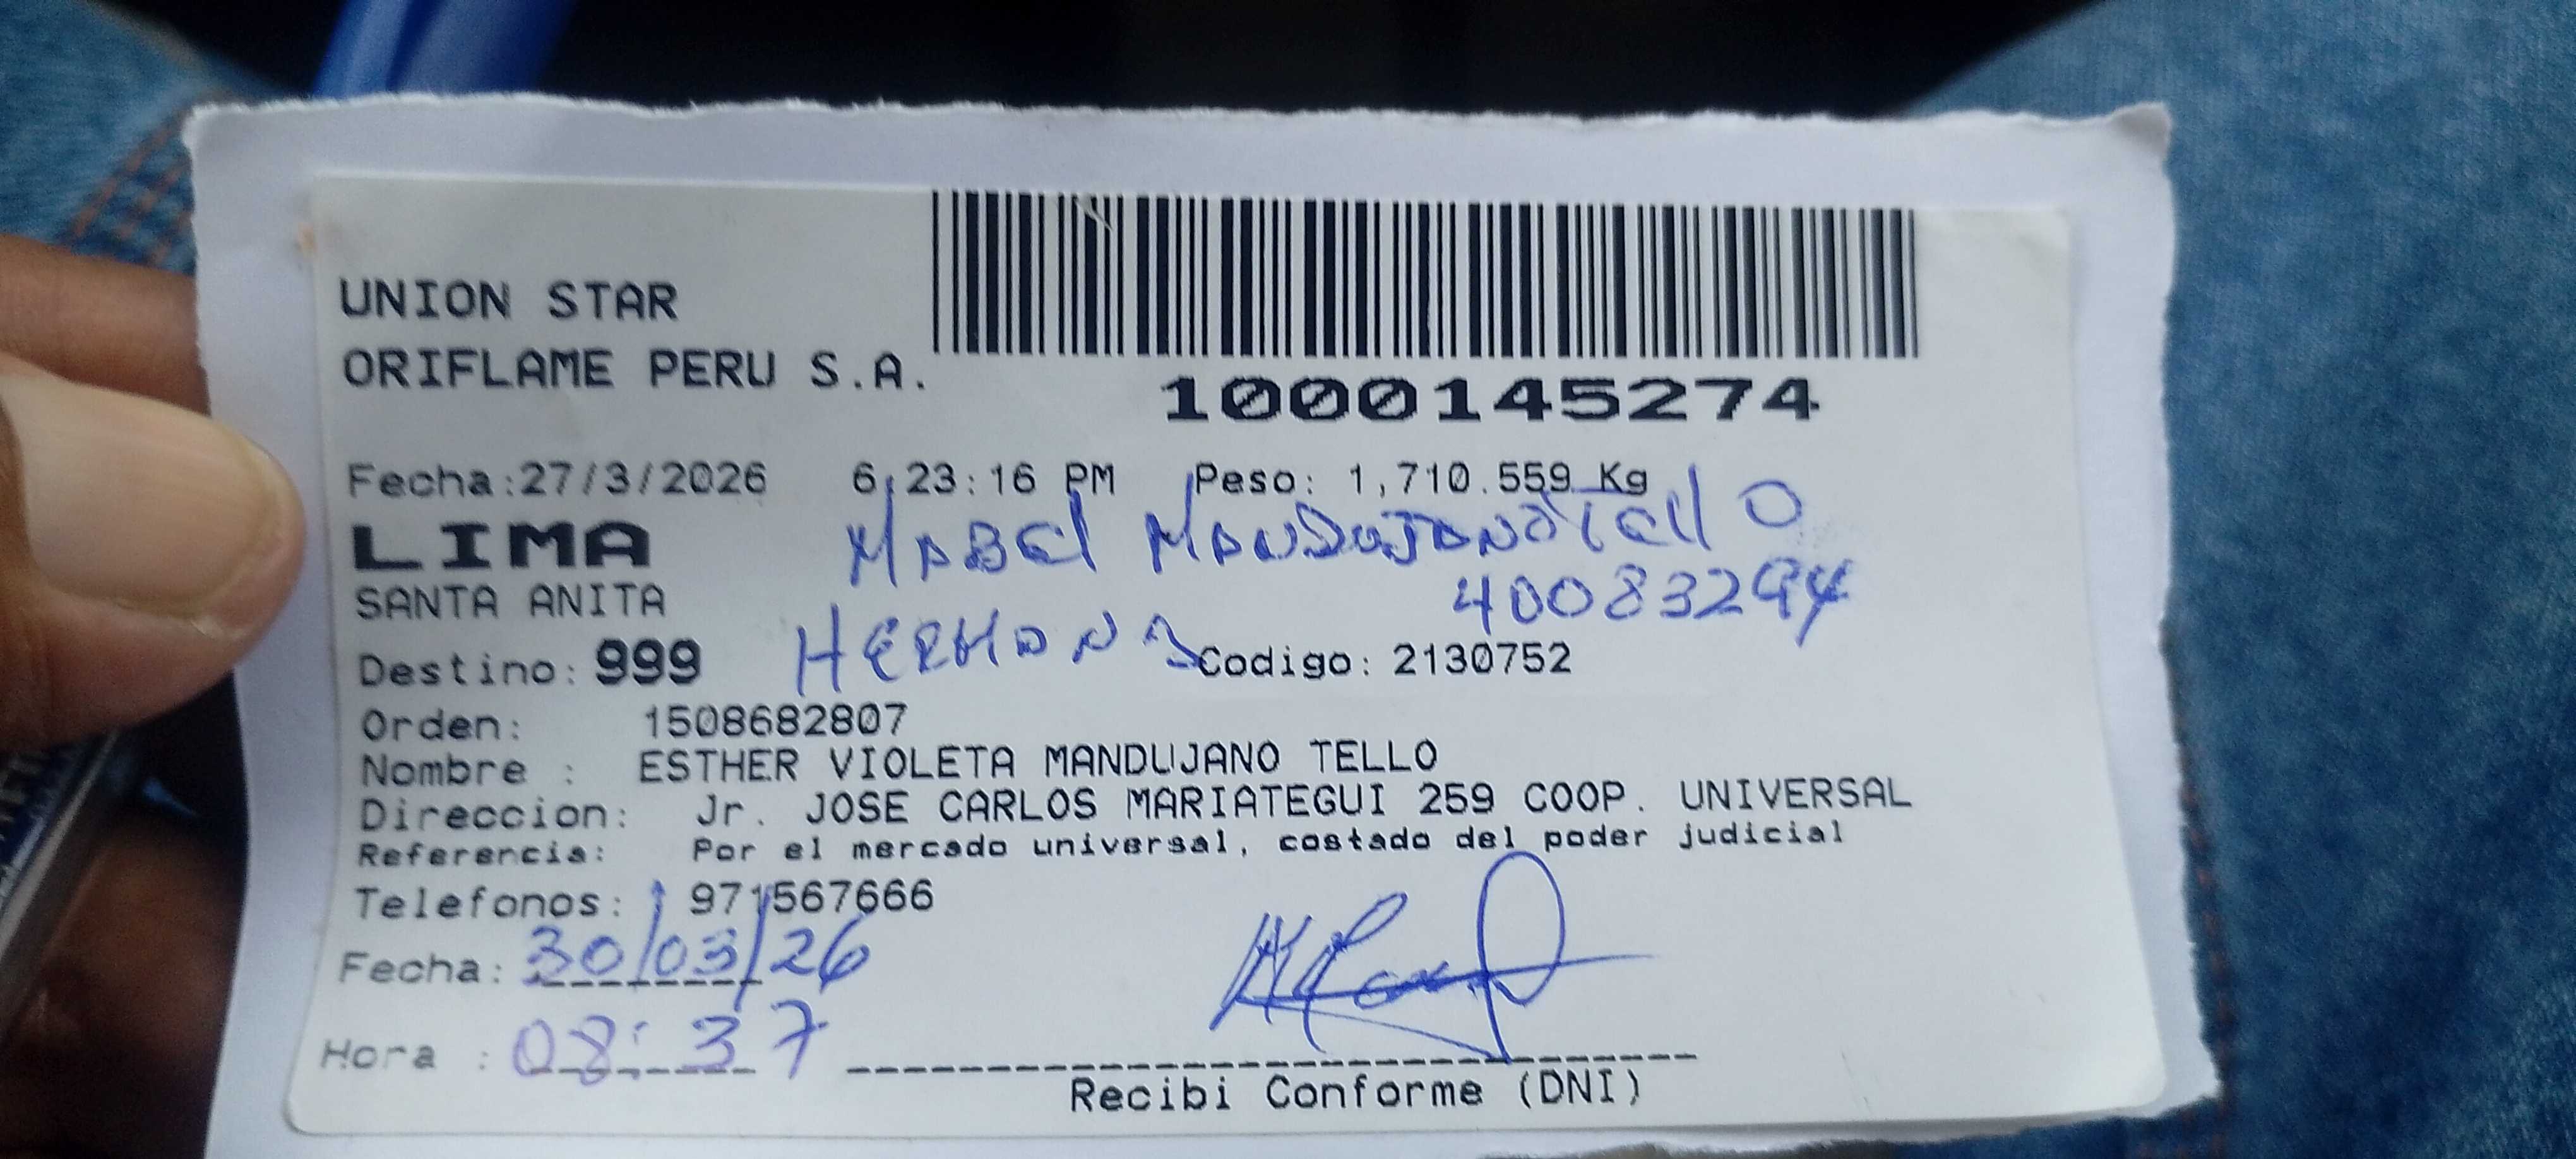 UNION STAR
ORIFLAME PERU S.A.
1000145274
Fecha:27/3/2026 6:23:16 PM Peso: 1,710.559 Kg
LIMA MABEl MANDUJANO TEllO
SANTA ANITA 40083294
Destino: 999 HERMANA Codigo: 2130752
Orden: 1508682807
Nombre : ESTHER VIOLETA MANDUJANO TELLO
Direccion: Jr. JOSE CARLOS MARIATEGUI 259 COOP. UNIVERSAL
Referencia: Por el mercado universal, costado del poder judicial
Telefonos: 971567666
Fecha: 30/03/26
Hora : 08:37
Recibi Conforme (DNI)